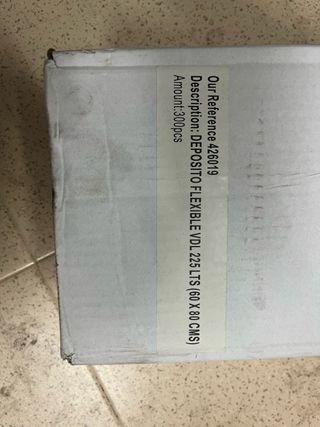 Our Reference 426019
Description: DEPOSITO FLEXIBLE VDL 225 LTS (60 X 80 CMS)
Amount:300pcs